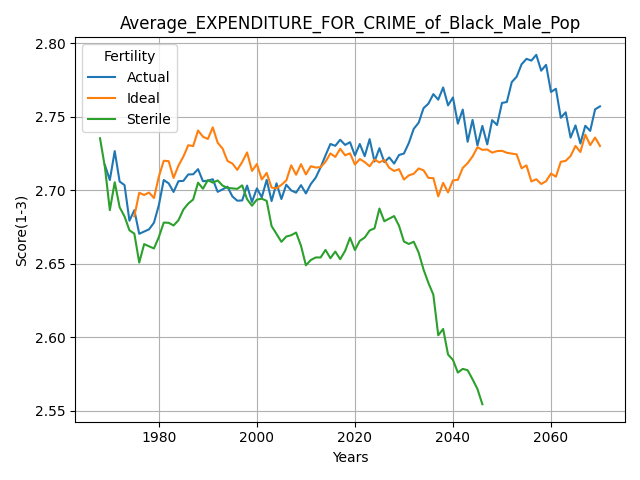 Average_EXPENDITURE_FOR_CRIME_of_Black_Male_Pop
Fertility
Actual
Ideal
Sterile
Score(1-3)
2.80
2.75
2.70
2.65
2.60
2.55
1980 2000 2020 2040 2060
Years